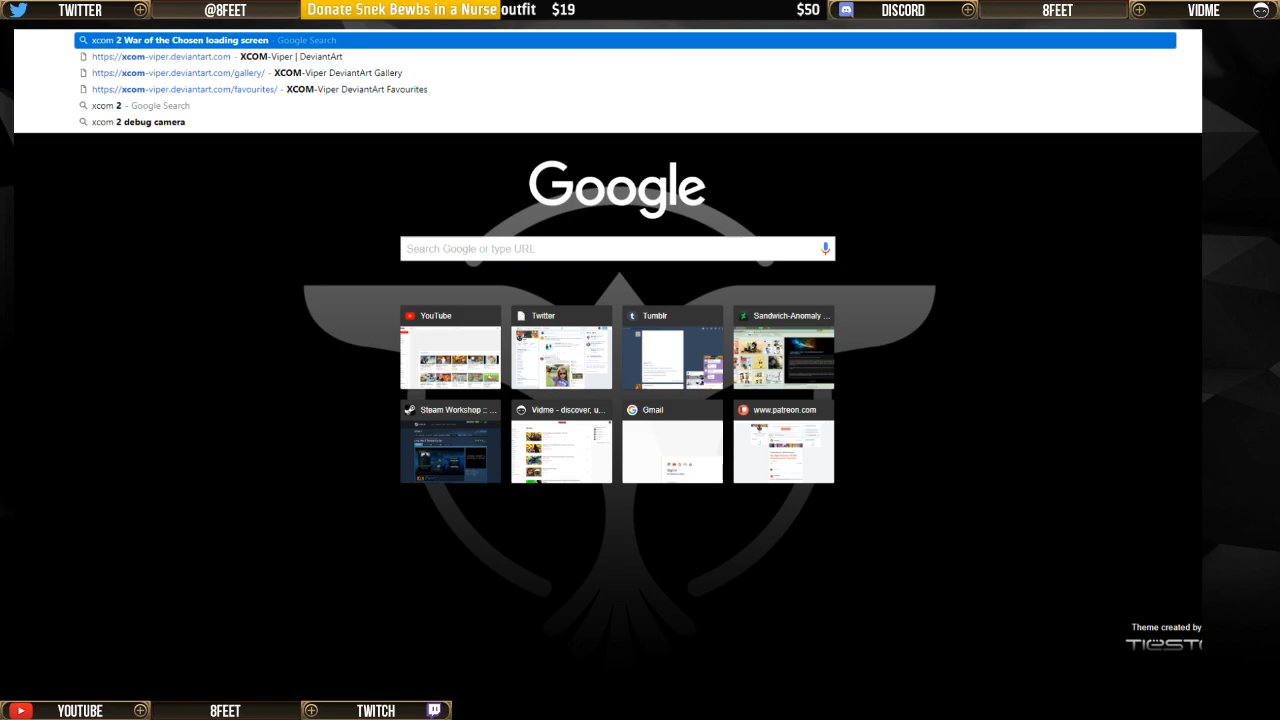 TWITTER
@8FEET
Donate Snek Bewbs in a Nurse outfit $19 $50
DISCORD
8FEET
VIDME
xcom 2 War of the Chosen loading screen - Google Search
https://xcom-viper.deviantart.com - XCOM-Viper | DeviantArt
https://xcom-viper.deviantart.com/gallery/ - XCOM-Viper DeviantArt Gallery
https://xcom-viper.deviantart.com/favourites/ - XCOM-Viper DeviantArt Favourites
xcom 2 - Google Search
xcom 2 debug camera
Google
Search Google or type URL
YouTube
Twitter
Tumblr
Sandwich-Anomaly ...
Steam Workshop :: ...
Vidme - discover, u...
Gmail
www.patreon.com
Theme created by
TIËST
YOUTUBE
8FEET
TWITCH